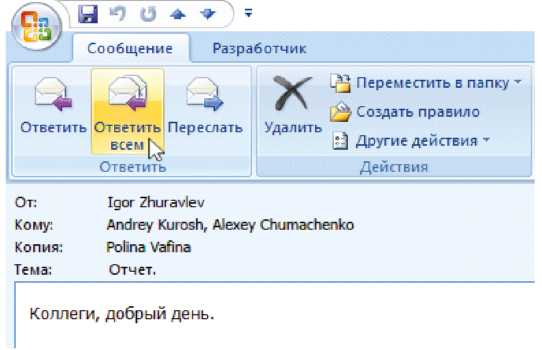 Сообщение Разработчик
Ответить Ответить всем Переслать Удалить
Переместить в папку
Создать правило
Другие действия
Ответить Действия
От: Igor Zhuravlev
Кому: Andrey Kurosh, Alexey Chumachenko
Копия: Polina Vafina
Тема: Отчет.
Коллеги, добрый день.